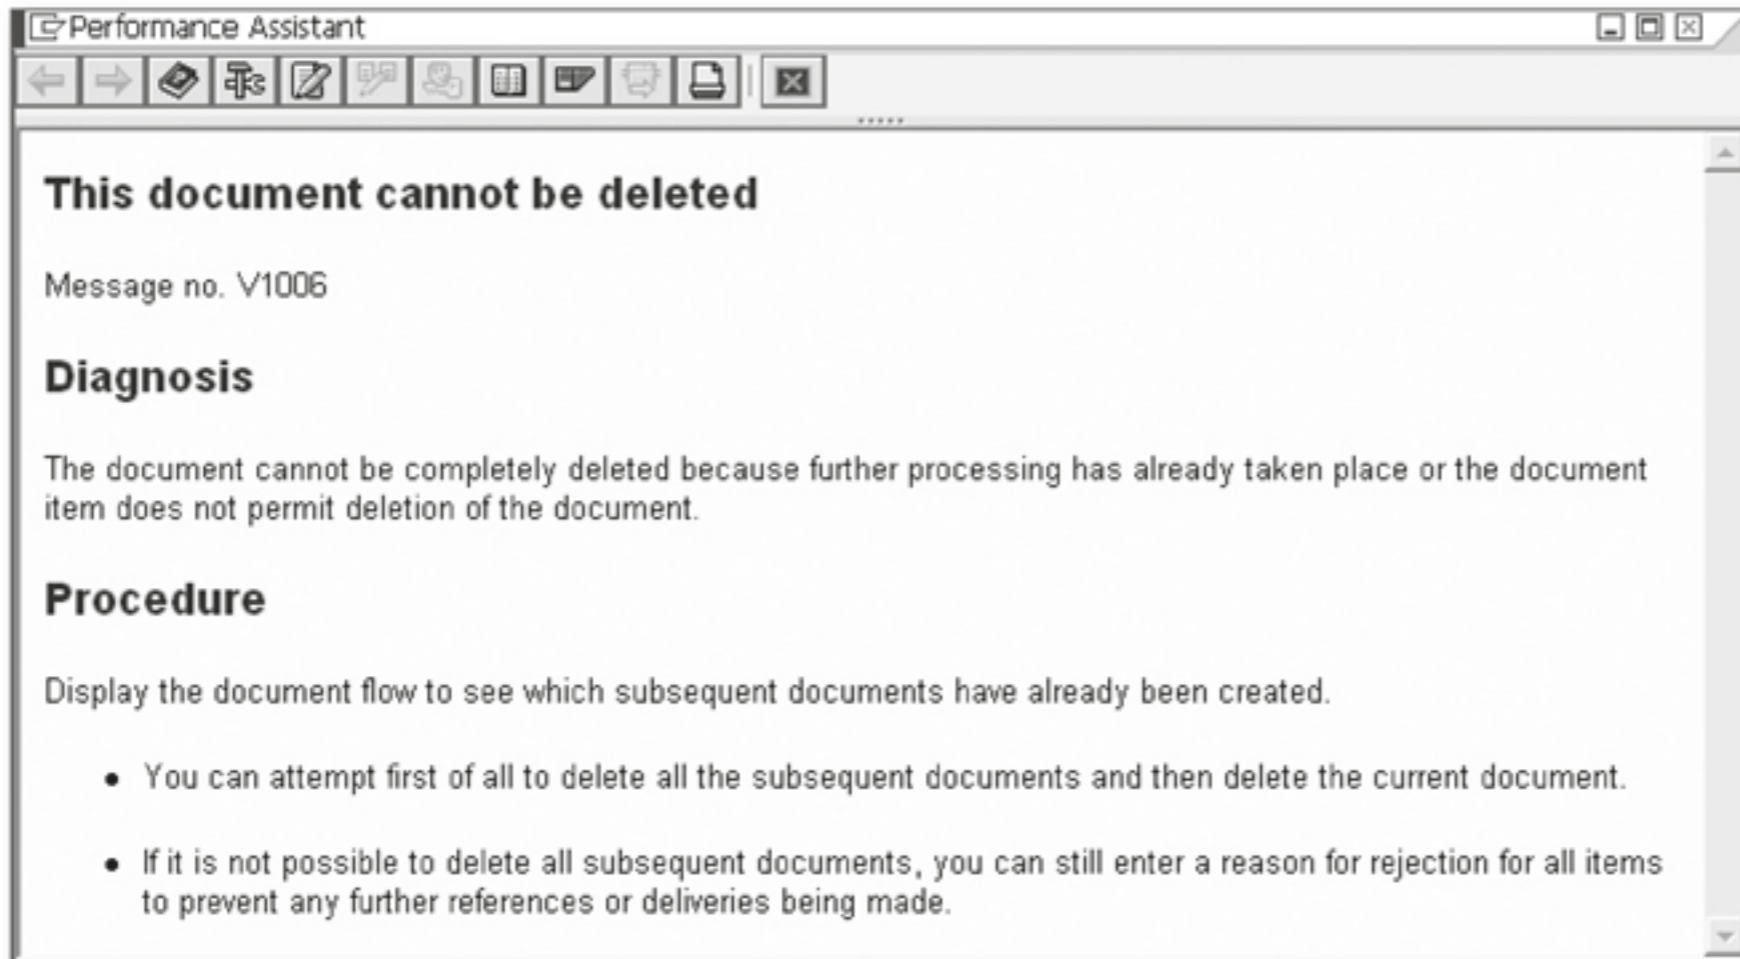 Performance Assistant
This document cannot be deleted
Message no. V1006
Diagnosis
The document cannot be completely deleted because further processing has already taken place or the document
item does not permit deletion of the document.
Procedure
Display the document flow to see which subsequent documents have already been created.
• You can attempt first of all to delete all the subsequent documents and then delete the current document.
• If it is not possible to delete all subsequent documents, you can still enter a reason for rejection for all items
to prevent any further references or deliveries being made.